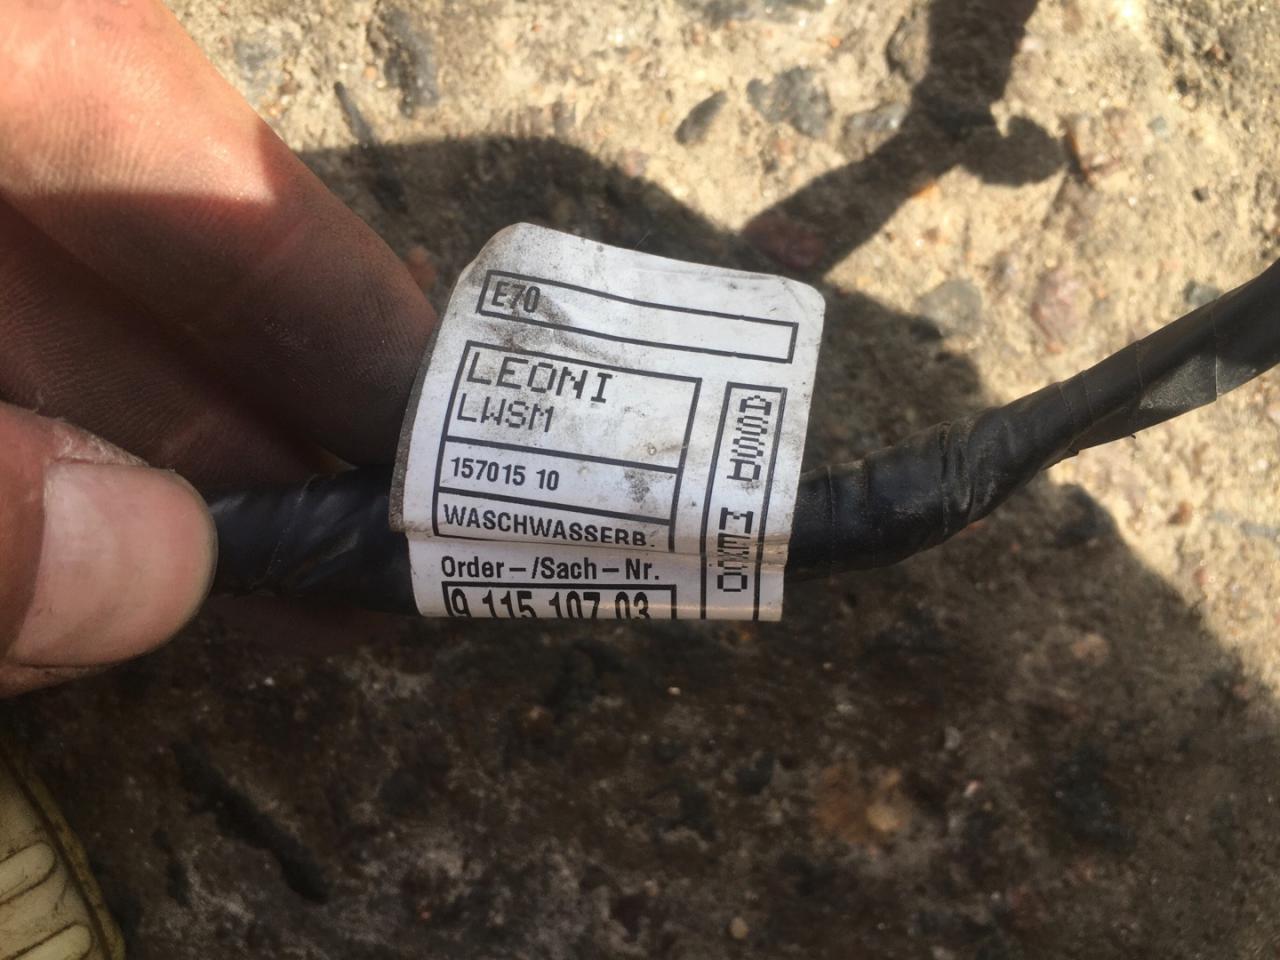 E70
LEONI
LWSM
157015 10
WASCHWASSERB.
Order-/Sach-Nr.
9 115 107 03
ASSD MEXO